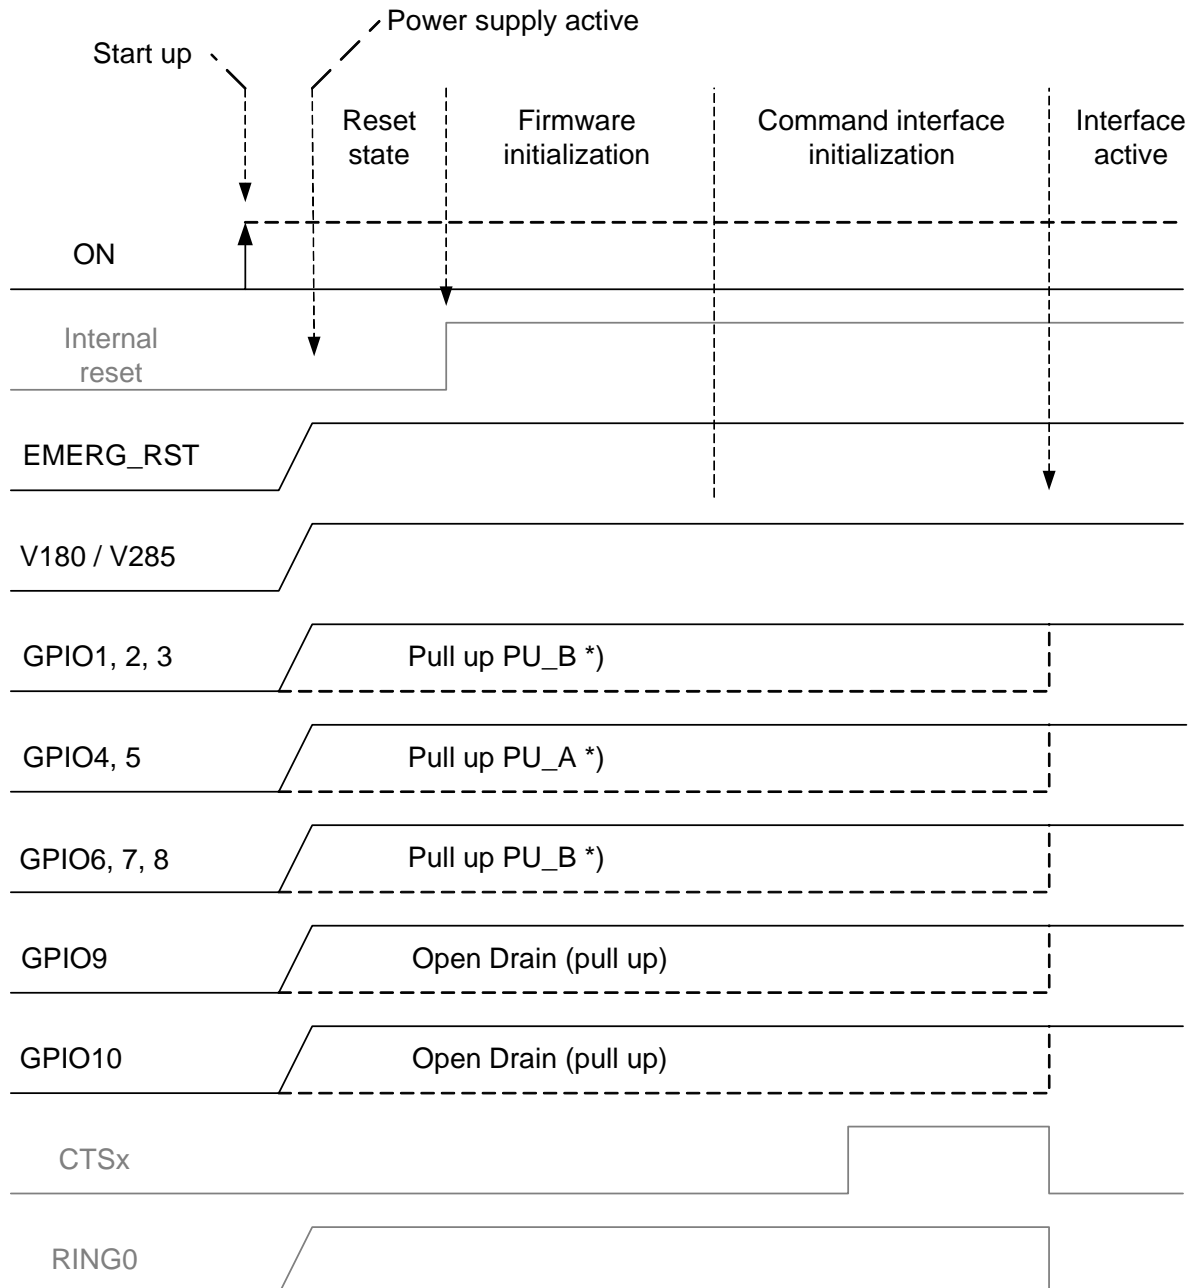 Power supply active
Start up
Reset
state
Firmware
initialization
Command interface
initialization
Interface
active
ON
Internal
reset
EMERG_RST
V180 / V285
GPIO1, 2, 3
Pull up PU_B *)
GPIO4, 5
Pull up PU_A *)
GPIO6, 7, 8
Pull up PU_B *)
GPIO9
Open Drain (pull up)
GPIO10
Open Drain (pull up)
CTSx
RING0